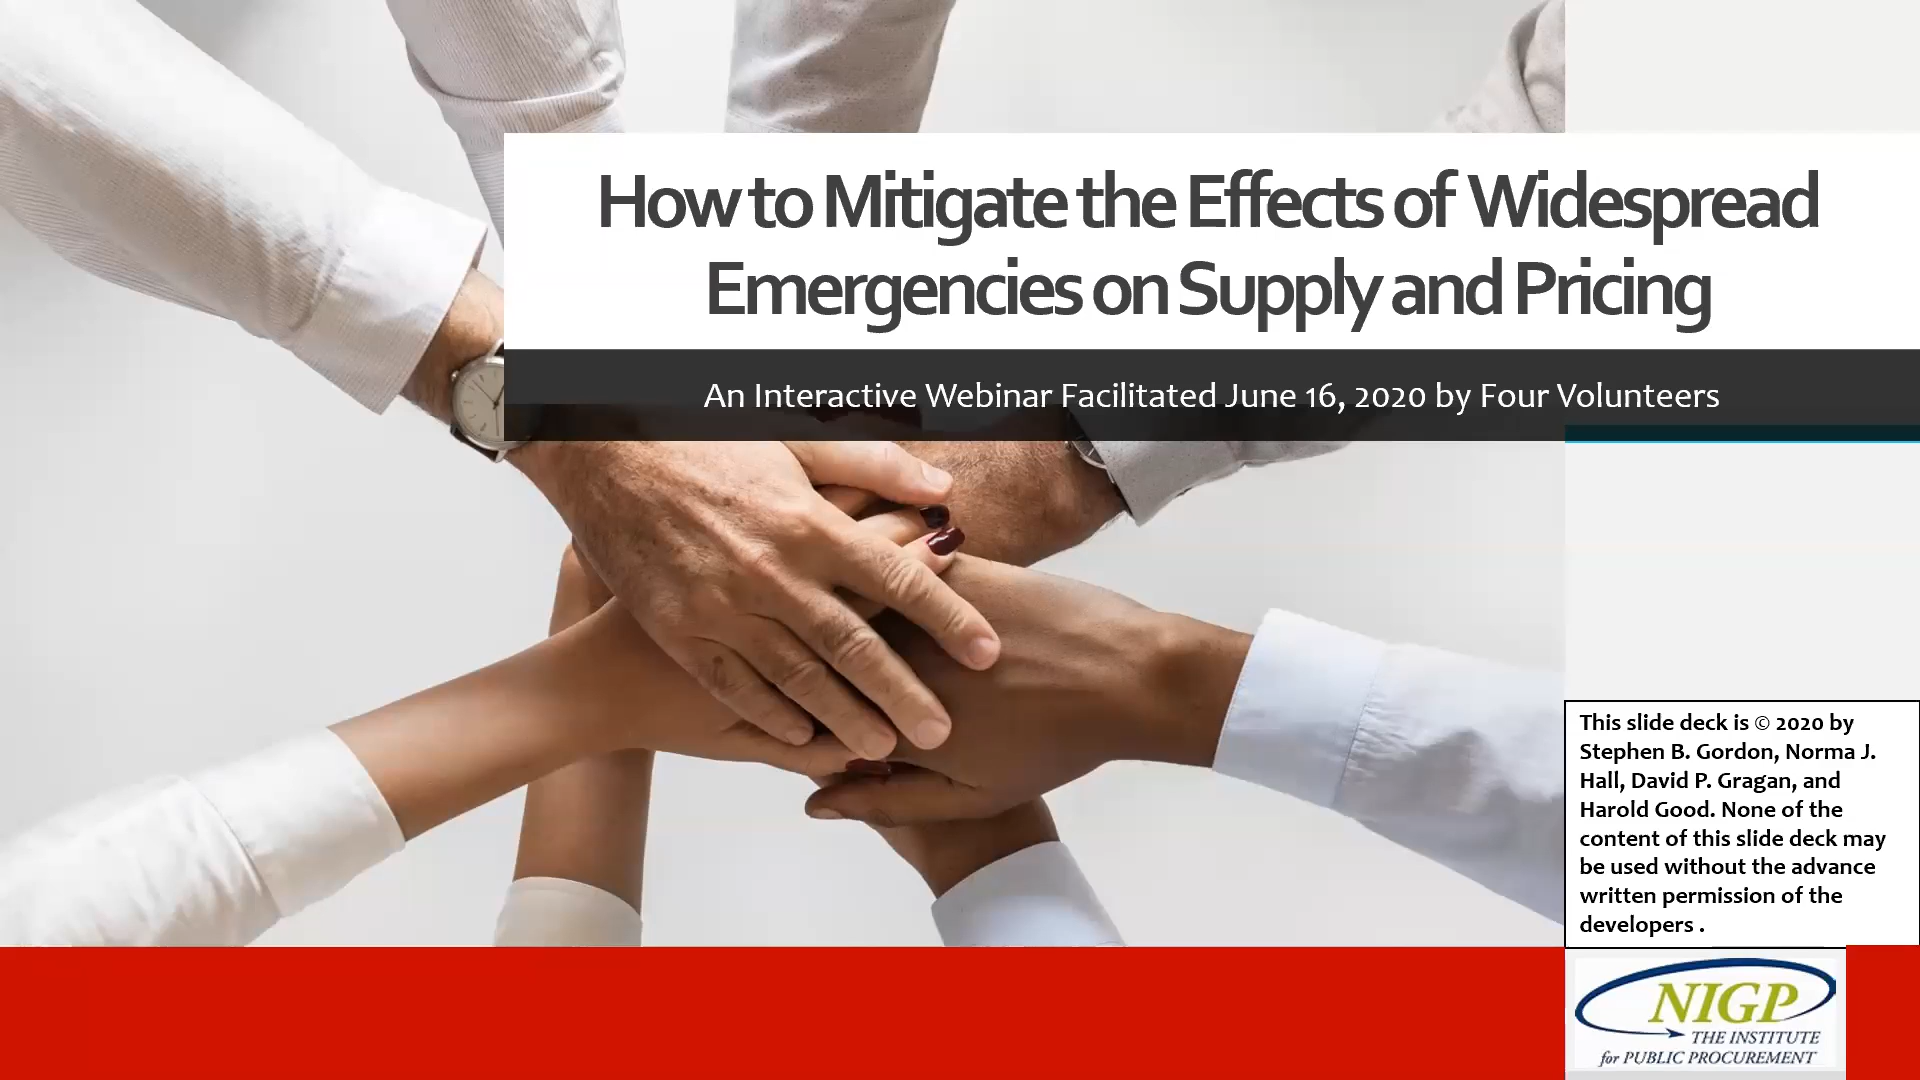 How to Mitigate the Effects of Widespread
Emergencies on Supply and Pricing
An Interactive Webinar Facilitated June 16, 2020 by Four Volunteers
This slide deck is © 2020 by
Stephen B. Gordon, Norma J.
Hall, David P. Gragan, and
Harold Good. None of the
content of this slide deck may
be used without the advance
written permission of the
developers .
NIGP
THE INSTITUTE
for PUBLIC PROCUREMENT